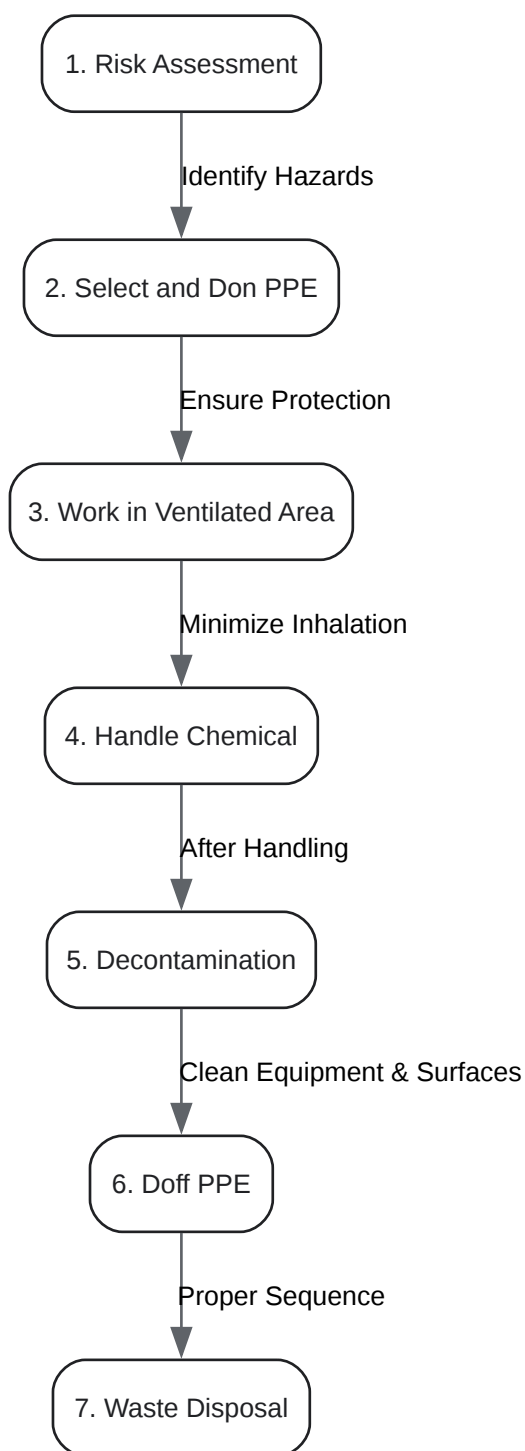 1. Risk Assessment
Identify Hazards
2. Select and Don PPE
Ensure Protection
3. Work in Ventilated Area
Minimize Inhalation
4. Handle Chemical
After Handling
5. Decontamination
Clean Equipment & Surfaces
6. Doff PPE
Proper Sequence
7. Waste Disposal